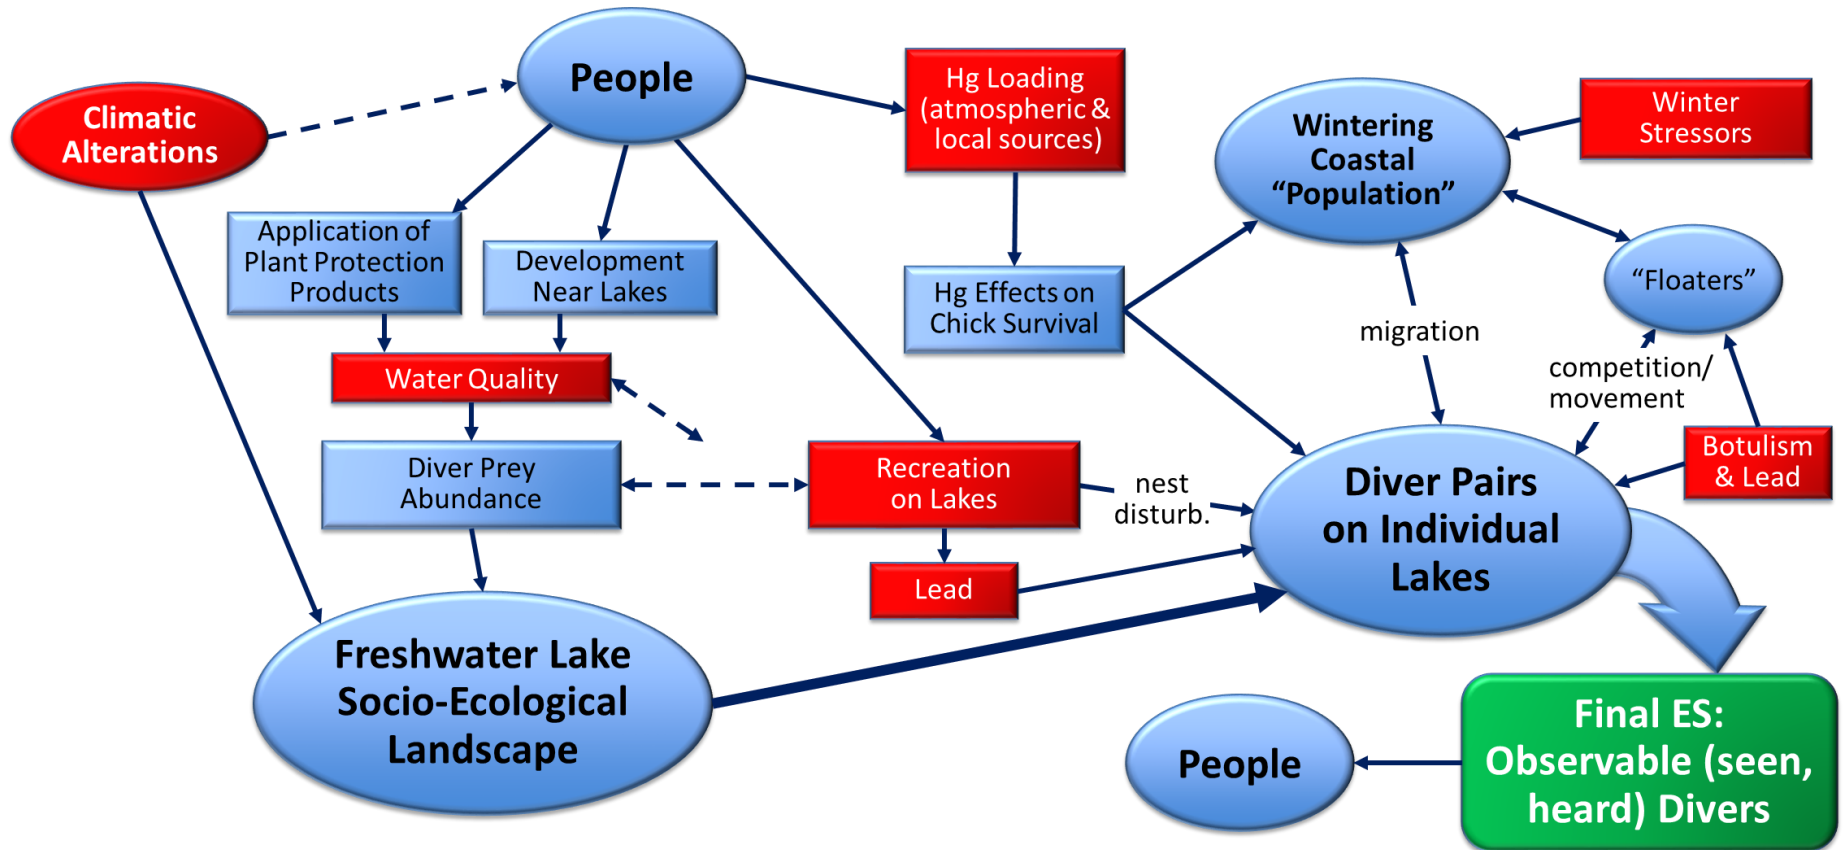 People
Climatic
Alterations
Hg Loading
(atmospheric &
local sources)
Wintering
Coastal
“Population”
Winter
Stressors
Application of
Plant Protection
Products
Development
Near Lakes
Hg Effects on
Chick Survival
“Floaters”
migration
competition/
movement
Water Quality
Diver Prey
Abundance
Recreation
on Lakes
nest
disturb.
Botulism
& Lead
Diver Pairs
on Individual
Lakes
Lead
Freshwater Lake
Socio-Ecological
Landscape
People
Final ES:
Observable (seen,
heard) Divers